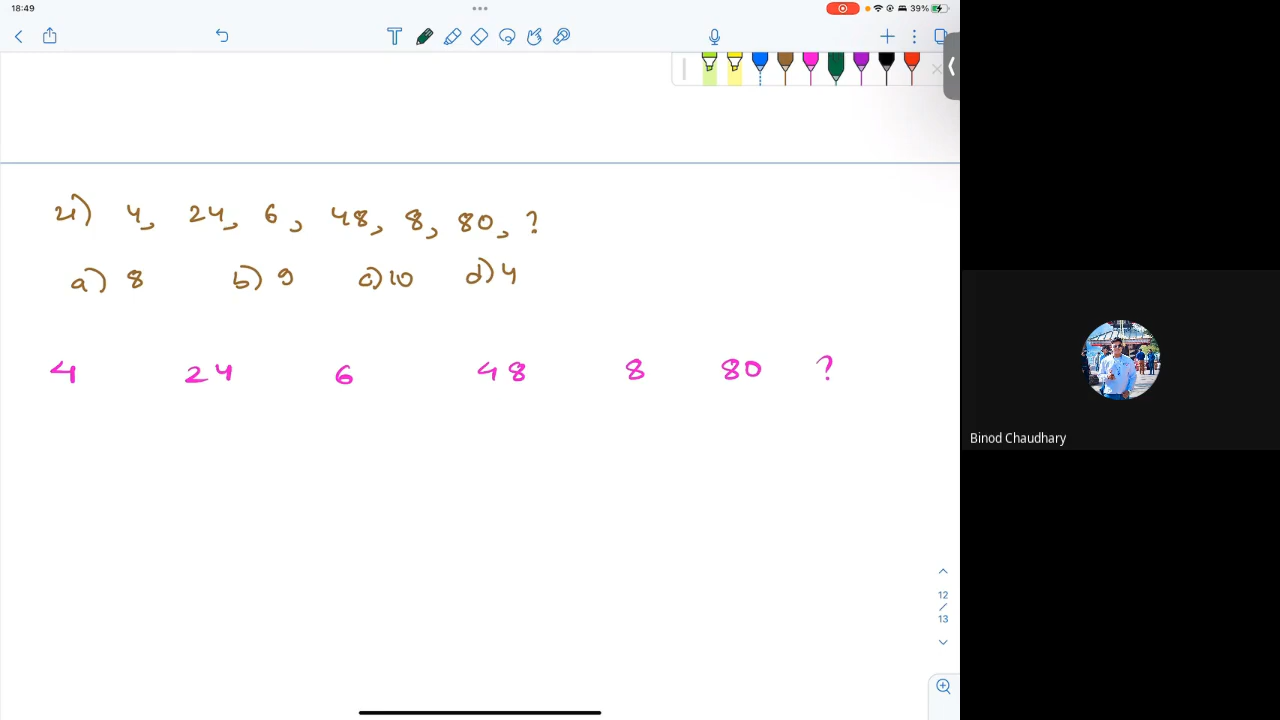 18:49
39%
21) 4, 24, 6, 48, 8, 80, ?
a) 8 b) 9 c) 10 d) 4
4 24 6 48 8 80 ?
Binod Chaudhary
12
/
13